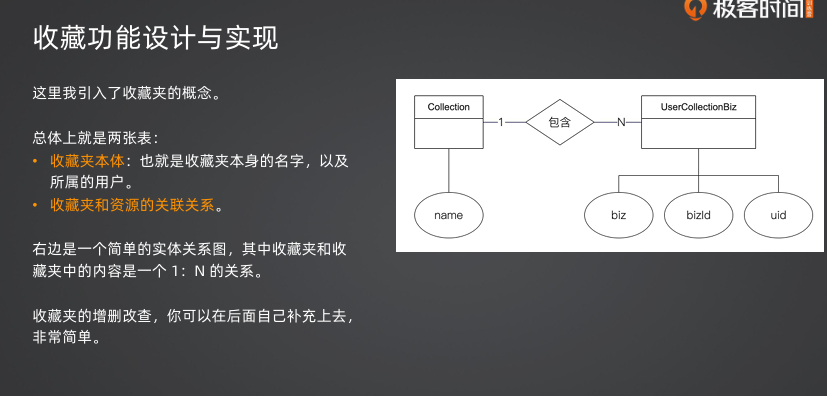 极客时间
收藏功能设计与实现
这里我引入了收藏夹的概念。
总体上就是两张表：
• 收藏夹本体：也就是收藏夹本身的名字，以及
所属的用户。
• 收藏夹和资源的关联关系。
右边是一个简单的实体关系图，其中收藏夹和收
藏夹中的内容是一个 1：N 的关系。
收藏夹的增删改查，你可以在后面自己补充上去，
非常简单。
Collection
1
包含
N
UserCollectionBiz
name
biz
bizId
uid